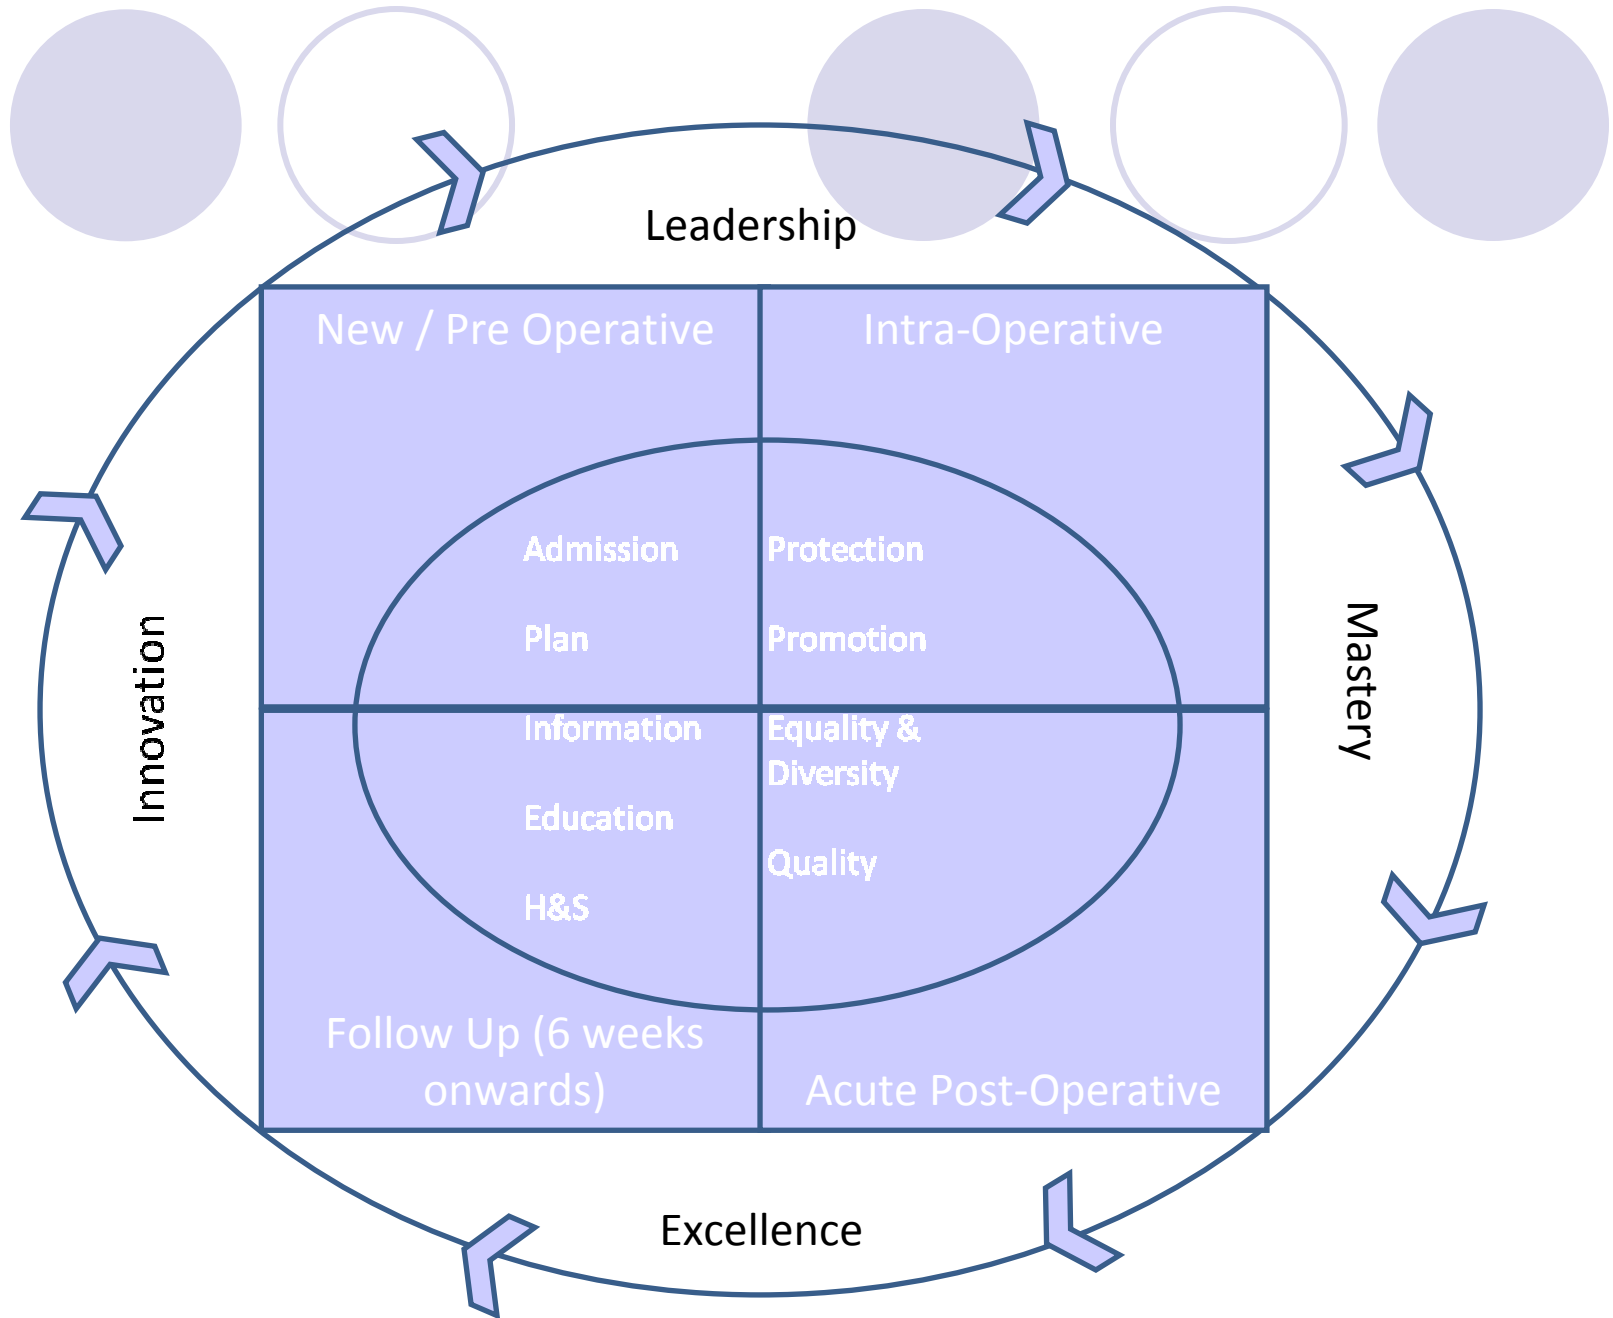 Leadership
New / Pre Operative
Intra-Operative
Admission
Plan
Information
Education
H&S
Protection
Promotion
Equality &
Diversity
Quality
Innovation
Mastery
Follow Up (6 weeks
onwards)
Acute Post-Operative
Excellence